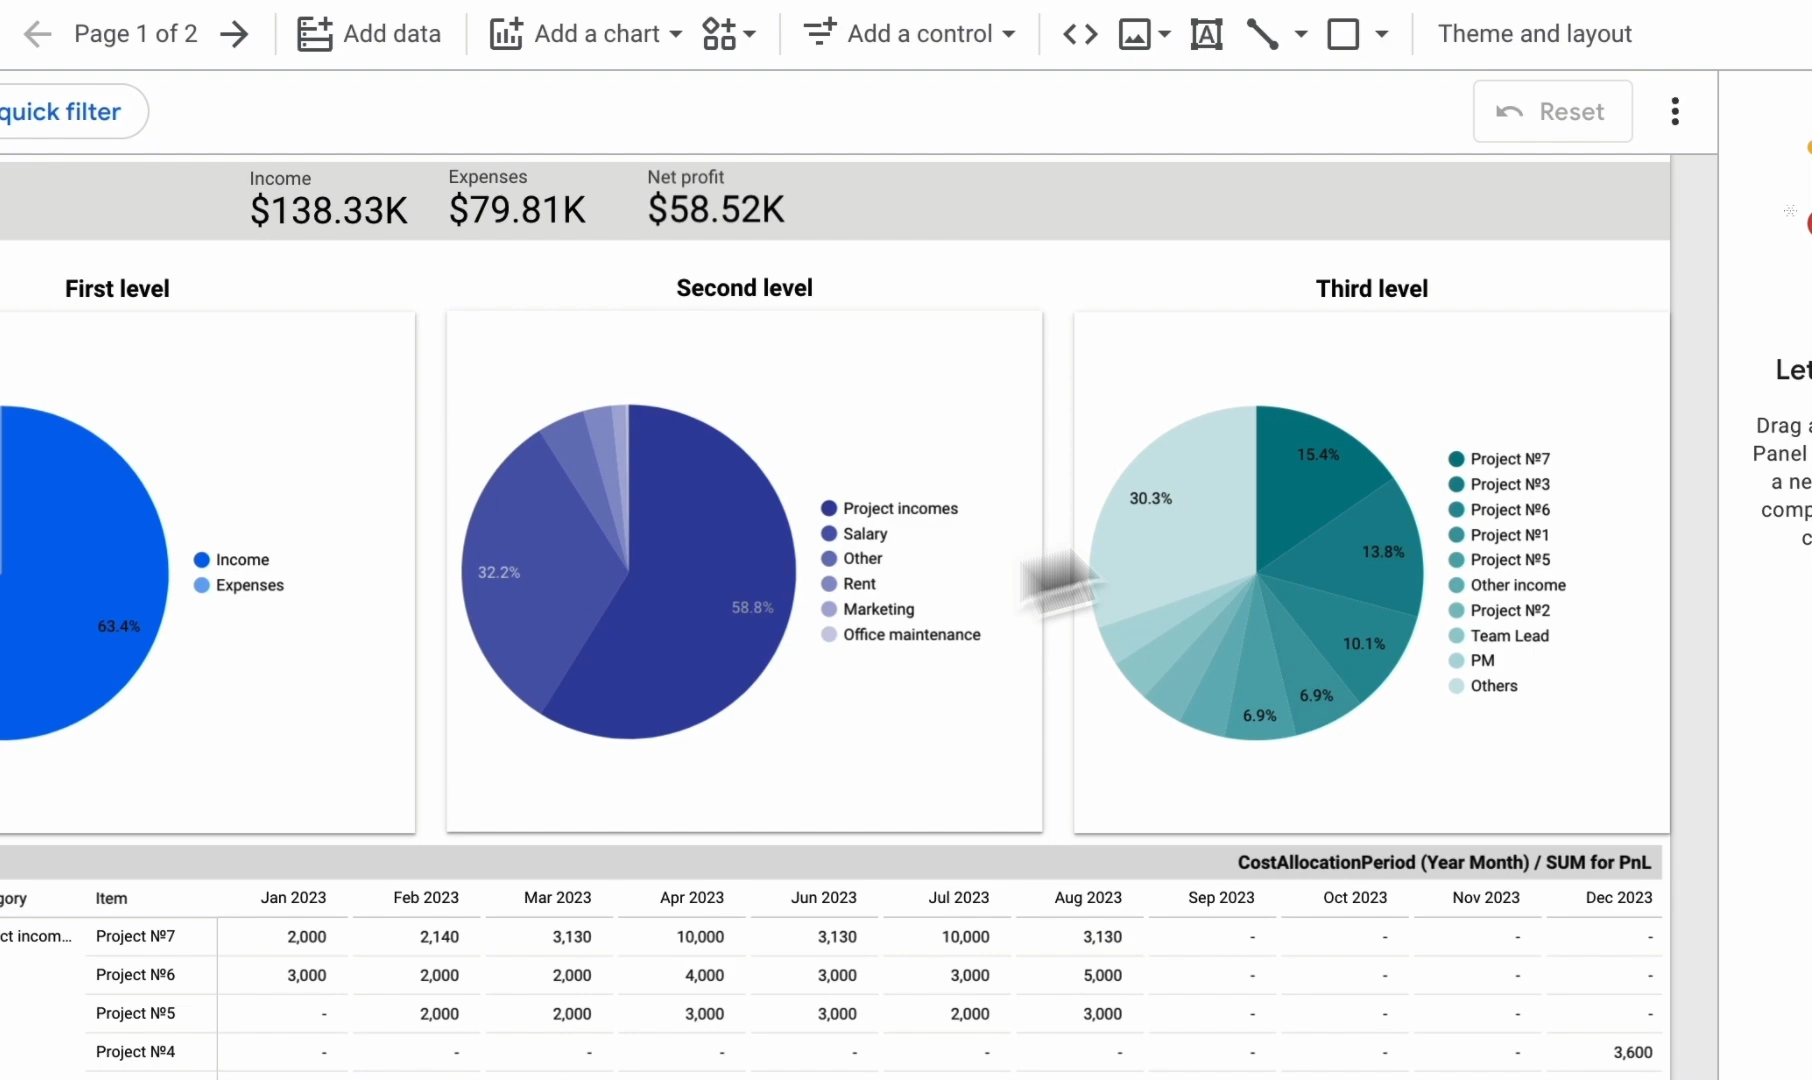 Page 1 of 2 Add data Add a chart Add a control Theme and layout
quick filter Reset
Income Expenses Net profit
$138.33K $79.81K $58.52K
First level Second level Third level
63.4%
Income
Expenses
32.2%
58.8%
Project incomes
Salary
Other
Rent
Marketing
Office maintenance
15.4%
30.3%
13.8%
10.1%
6.9%
6.9%
Project №7
Project №3
Project №6
Project №1
Project №5
Other income
Project №2
Team Lead
PM
Others
Let
Drag a
Panel
a ne
comp
c
CostAllocationPeriod (Year Month) / SUM for PnL
gory Item Jan 2023 Feb 2023 Mar 2023 Apr 2023 Jun 2023 Jul 2023 Aug 2023 Sep 2023 Oct 2023 Nov 2023 Dec 2023
ct incom... Project №7 2,000 2,140 3,130 10,000 3,130 10,000 3,130 - - - -
Project №6 3,000 2,000 2,000 4,000 3,000 3,000 5,000 - - - -
Project №5 - 2,000 2,000 3,000 3,000 2,000 3,000 - - - -
Project №4 - - - - - - - - - - 3,600